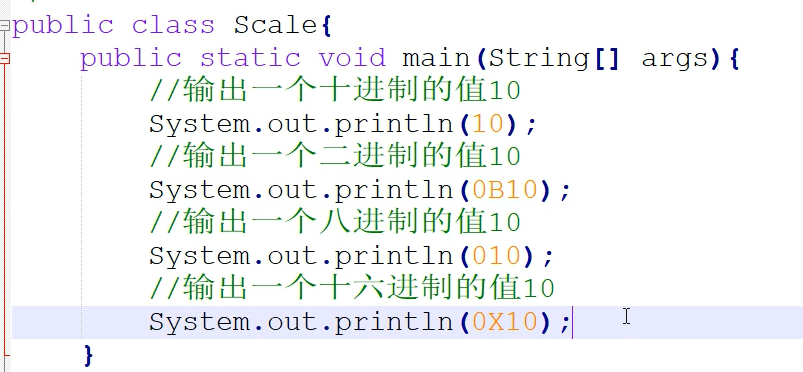 public class Scale{
public static void main(String[] args){
//输出一个十进制的值10
System.out.println(10);
//输出一个二进制的值10
System.out.println(0B10);
//输出一个八进制的值10
System.out.println(010);
//输出一个十六进制的值10
System.out.println(0X10);
}